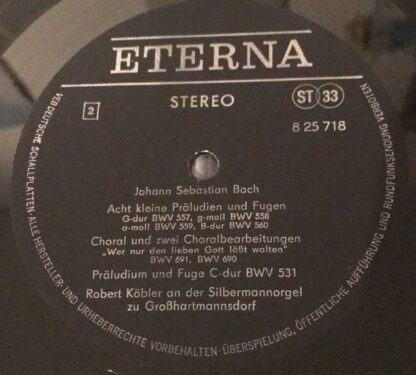 ETERNA
STEREO
ST 33
2
8 25 718
Johann Sebastian Bach
Acht kleine Präludien und Fugen
G-dur BWV 557, g-moll BWV 558
a-moll BWV 559, B-dur BWV 560
Choral und zwei Choralbearbeitungen
„Wer nur den lieben Gott läßt walten"
BWV 691, BWV 690
Präludium und Fuge C-dur BWV 531
Robert Köbler an der Silbermannorgel
zu Großhartmannsdorf
VEB DEUTSCHE SCHALLPLATTEN · ALLE HERSTELLER- UND URHEBERRECHTE VORBEHALTEN · ÜBERSPIELUNG, ÖFFENTLICHE AUFFÜHRUNG UND RUNDFUNKSENDUNG VERBOTEN